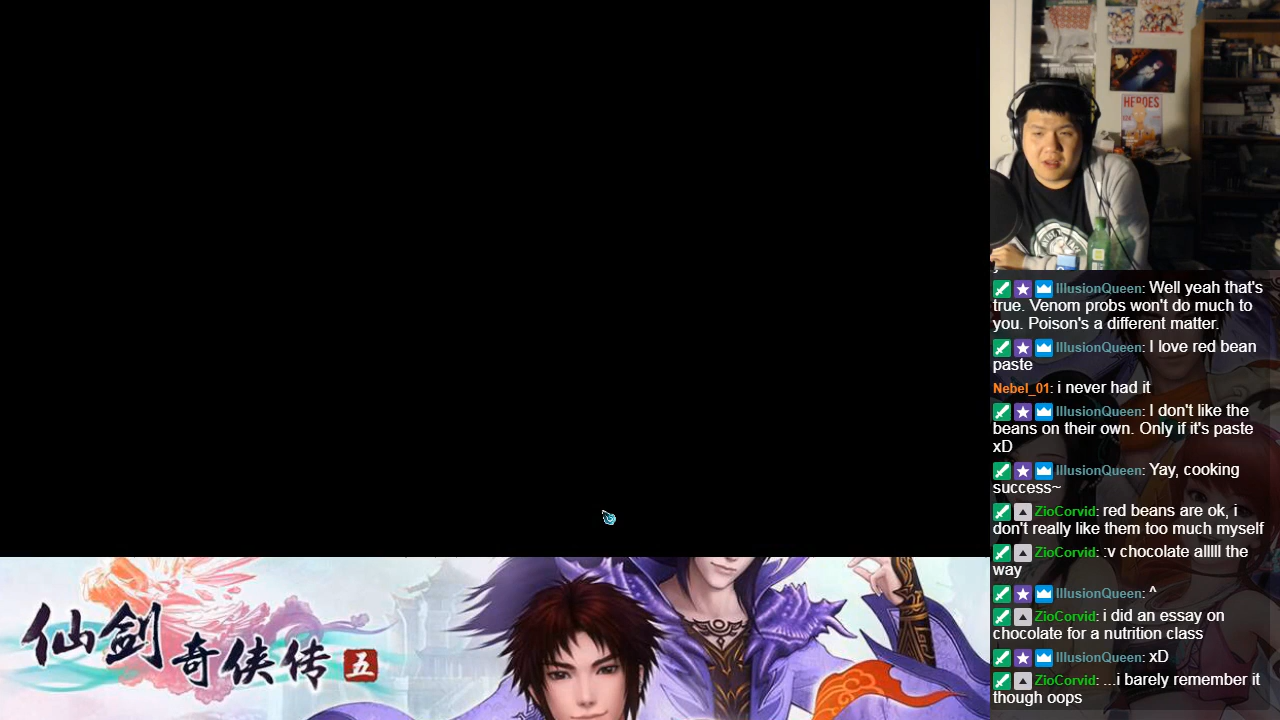 HEROES
IllusionQueen: Well yeah that's
true. Venom probs won't do much to
you. Poison's a different matter.
IllusionQueen: I love red bean
paste
Nebel_01: i never had it
IllusionQueen: I don't like the
beans on their own. Only if it's paste
xD
IllusionQueen: Yay, cooking
success~
ZioCorvid: red beans are ok, i
don't really like them too much myself
ZioCorvid: :v chocolate alllll the
way
IllusionQueen: ^
ZioCorvid: i did an essay on
chocolate for a nutrition class
IllusionQueen: xD
ZioCorvid: ...i barely remember it
though oops
仙剑奇侠传五